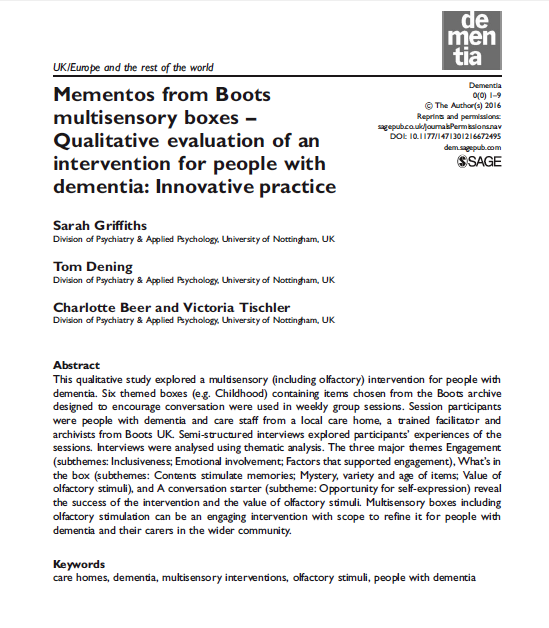 de
men
tia
UK/Europe and the rest of the world
Mementos from Boots
multisensory boxes –
Qualitative evaluation of an
intervention for people with
dementia: Innovative practice
Dementia
0(0) 1–9
© The Author(s) 2016
Reprints and permissions:
sagepub.co.uk/journalsPermissions.nav
DOI: 10.1177/1471301216672495
dem.sagepub.com
SAGE
Sarah Griffiths
Division of Psychiatry & Applied Psychology, University of Nottingham, UK
Tom Dening
Division of Psychiatry & Applied Psychology, University of Nottingham, UK
Charlotte Beer and Victoria Tischler
Division of Psychiatry & Applied Psychology, University of Nottingham, UK
Abstract
This qualitative study explored a multisensory (including olfactory) intervention for people with
dementia. Six themed boxes (e.g. Childhood) containing items chosen from the Boots archive
designed to encourage conversation were used in weekly group sessions. Session participants
were people with dementia and care staff from a local care home, a trained facilitator and
archivists from Boots UK. Semi-structured interviews explored participants' experiences of the
sessions. Interviews were analysed using thematic analysis. The three major themes Engagement
(subthemes: Inclusiveness; Emotional involvement; Factors that supported engagement), What's in
the box (subthemes: Contents stimulate memories; Mystery, variety and age of items; Value of
olfactory stimuli), and A conversation starter (subtheme: Opportunity for self-expression) reveal
the success of the intervention and the value of olfactory stimuli. Multisensory boxes including
olfactory stimulation can be an engaging intervention with scope to refine it for people with
dementia and their carers in the wider community.
Keywords
care homes, dementia, multisensory interventions, olfactory stimuli, people with dementia